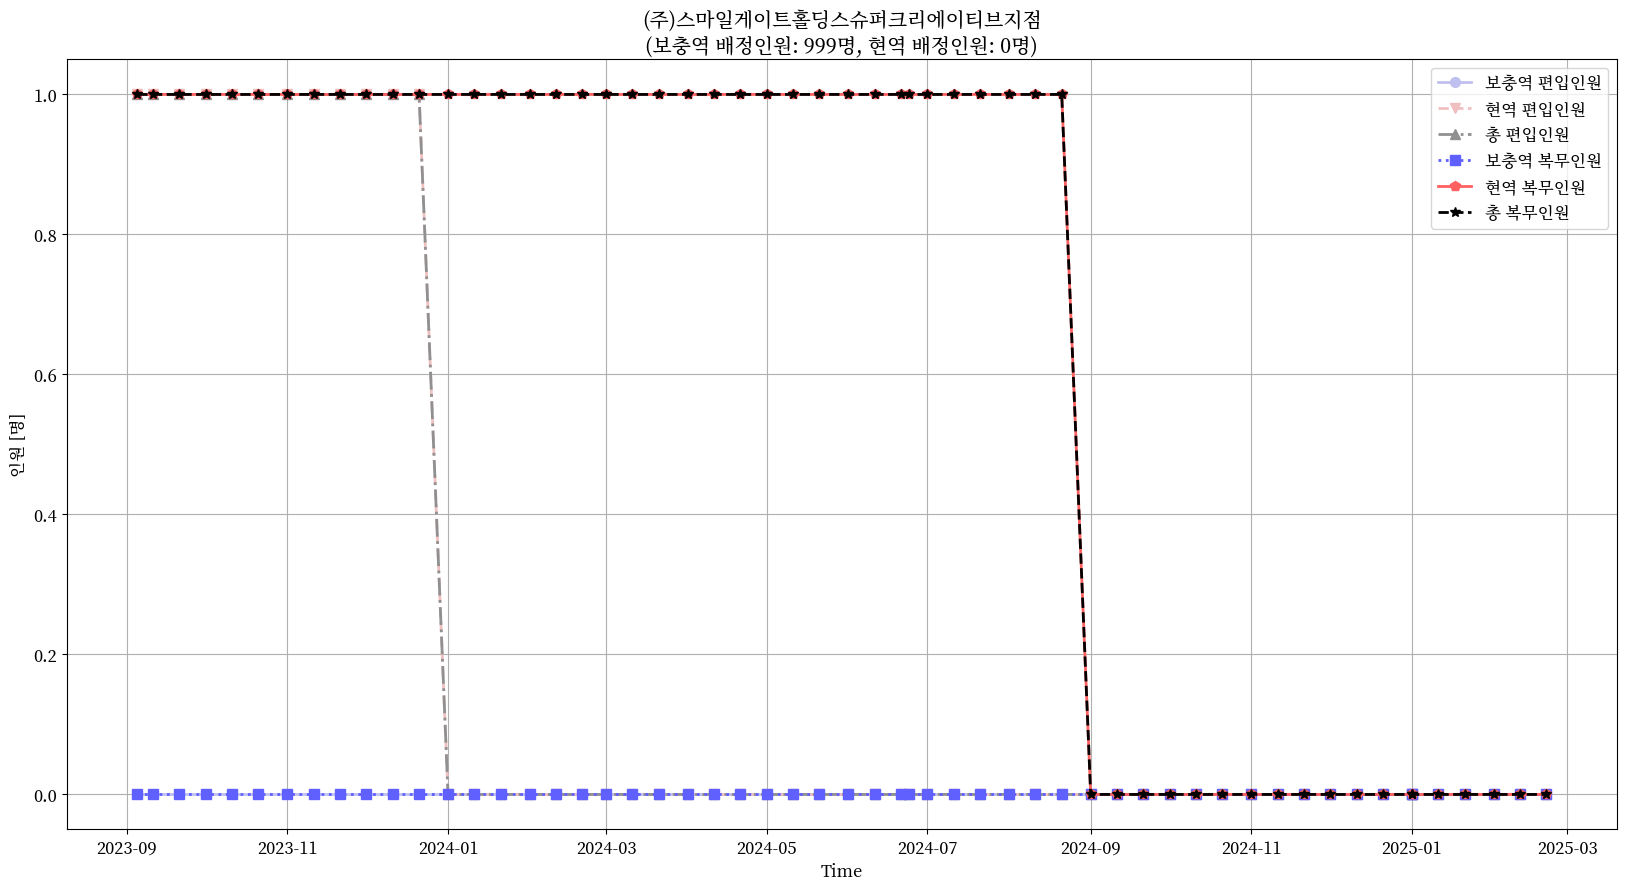 (주)스마일게이트홀딩스슈퍼크리에이티브지점
(보충역 배정인원: 999명, 현역 배정인원: 0명)
보충역 편입인원
현역 편입인원
총 편입인원
보충역 복무인원
현역 복무인원
총 복무인원
인원 [명]
1.0
0.8
0.6
0.4
0.2
0.0
2023-09 2023-11 2024-01 2024-03 2024-05 2024-07 2024-09 2024-11 2025-01 2025-03
Time